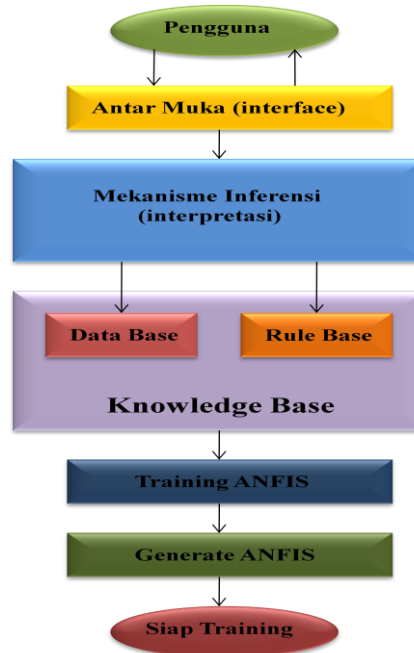 Pengguna
Antar Muka (interface)
Mekanisme Inferensi
(interpretasi)
Data Base
Rule Base
Knowledge Base
Training ANFIS
Generate ANFIS
Siap Training